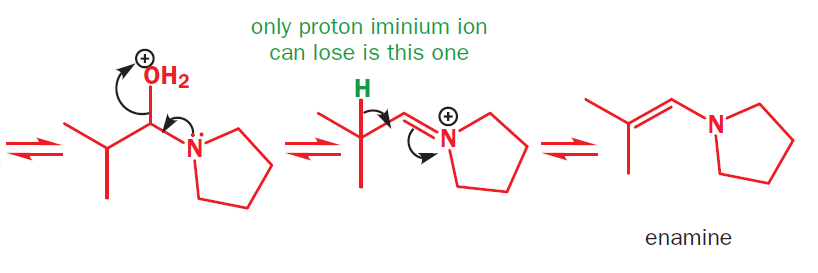 only proton iminium ion
can lose is this one
⊕
OH2
N
H
⊕
N
N
enamine